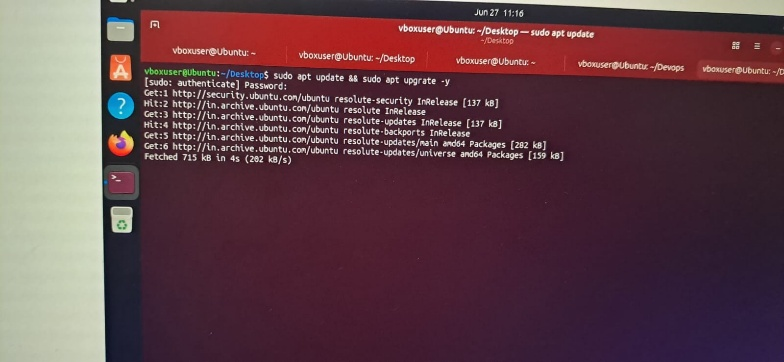 Jun 27 11:16
vboxuser@Ubuntu: ~/Desktop — sudo apt update
~/Desktop
vboxuser@Ubuntu: ~
vboxuser@Ubuntu: ~/Desktop
vboxuser@Ubuntu: ~
vboxuser@Ubuntu: ~/Devops
vboxuser@Ubuntu: ~/D
vboxuser@Ubuntu:~/Desktop$ sudo apt update && sudo apt upgrate -y
[sudo: authenticate] Password:
Get:1 http://security.ubuntu.com/ubuntu resolute-security InRelease [137 kB]
Hit:2 http://in.archive.ubuntu.com/ubuntu resolute InRelease
Get:3 http://in.archive.ubuntu.com/ubuntu resolute-updates InRelease [137 kB]
Hit:4 http://in.archive.ubuntu.com/ubuntu resolute-backports InRelease
Get:5 http://in.archive.ubuntu.com/ubuntu resolute-updates/main amd64 Packages [282 kB]
Get:6 http://in.archive.ubuntu.com/ubuntu resolute-updates/universe amd64 Packages [159 kB]
Fetched 715 kB in 4s (202 kB/s)